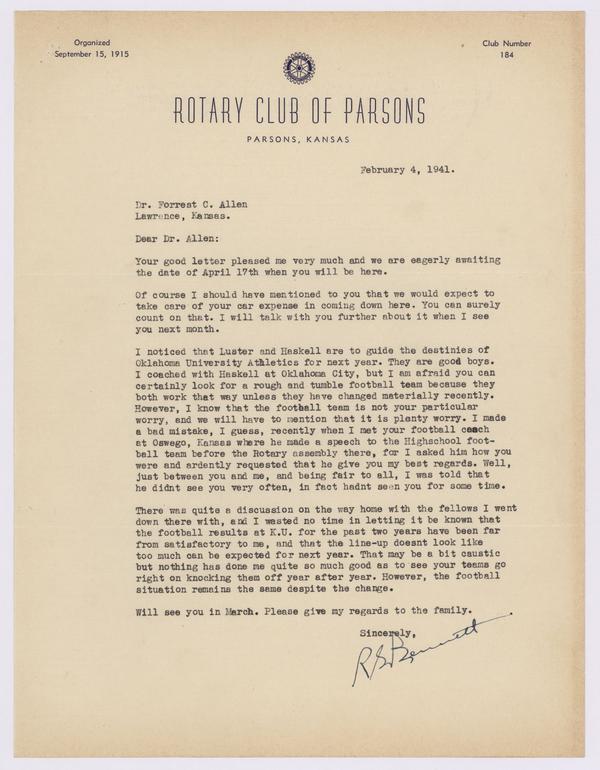 Organized
September 15, 1915
Club Number
184
ROTARY CLUB OF PARSONS
PARSONS, KANSAS
February 4, 1941.
Dr. Forrest C. Allen
Lawrence, Kansas.
Dear Dr. Allen:
Your good letter pleased me very much and we are eagerly awaiting
the date of April 17th when you will be here.
Of course I should have mentioned to you that we would expect to
take care of your car expense in coming down here. You can surely
count on that. I will talk with you further about it when I see
you next month.
I noticed that Luster and Haskell are to guide the destinies of
Oklahoma University Athletics for next year. They are good boys.
I coached with Haskell at Oklahoma City, but I am afraid you can
certainly look for a rough and tumble football team because they
both work that way unless they have changed materially recently.
However, I know that the football team is not your particular
worry, and we will have to mention that it is plenty worry. I made
a bad mistake, I guess, recently when I met your football coach
at Oswego, Kansas where he made a speech to the Highschool foot-
ball team before the Rotary assembly there, for I asked him how you
were and ardently requested that he give you my best regards. Well,
just between you and me, and being fair to all, I was told that
he didnt see you very often, in fact hadnt seen you for some time.
There was quite a discussion on the way home with the fellows I went
down there with, and I wasted no time in letting it be known that
the football results at K.U. for the past two years have been far
from satisfactory to me, and that the line-up doesnt look like
too much can be expected for next year. That may be a bit caustic
but nothing has done me quite so much good as to see your teams go
right on knocking them off year after year. However, the football
situation remains the same despite the change.
Will see you in March. Please give my regards to the family.
Sincerely,
R S Bennett